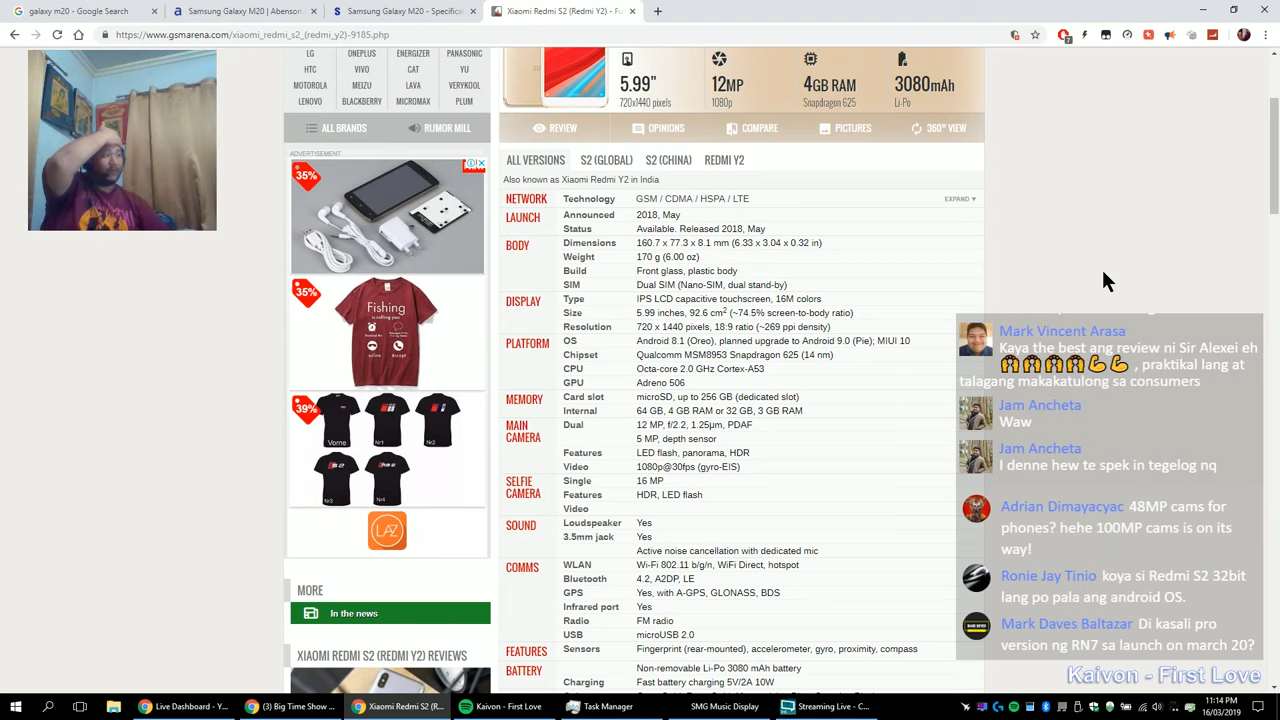 galaxy m20 - Google Search
Samsung Galaxy M20 | Abenson.
Samsung Galaxy M20 - Specificat
Xiaomi Redmi S2 (Redmi Y2) - Fu
https://www.gsmarena.com/xiaomi_redmi_s2_(redmi_y2)-9185.php
LG ONEPLUS ENERGIZER PANASONIC
HTC VIVO CAT YU
MOTOROLA MEIZU LAVA VERYKOOL
LENOVO BLACKBERRY MICROMAX PLUM
ALL BRANDS RUMOR MILL
5.99" 12MP 4GB RAM 3080mAh
720x1440 pixels 1080p Snapdragon 625 Li-Po
REVIEW OPINIONS COMPARE PICTURES 360° VIEW
ADVERTISEMENT
35%
35%
Fishing
is calling you
39%
Vorne
Nr1
Nr2
Nr3
Nr4
LAZ
MORE
In the news
XIAOMI REDMI S2 (REDMI Y2) REVIEWS
ALL VERSIONS S2 (GLOBAL) S2 (CHINA) REDMI Y2
Also known as Xiaomi Redmi Y2 in India
NETWORK Technology GSM / CDMA / HSPA / LTE EXPAND ▼
LAUNCH Announced 2018, May
Status Available. Released 2018, May
BODY Dimensions 160.7 x 77.3 x 8.1 mm (6.33 x 3.04 x 0.32 in)
Weight 170 g (6.00 oz)
Build Front glass, plastic body
SIM Dual SIM (Nano-SIM, dual stand-by)
DISPLAY Type IPS LCD capacitive touchscreen, 16M colors
Size 5.99 inches, 92.6 cm² (~74.5% screen-to-body ratio)
Resolution 720 x 1440 pixels, 18:9 ratio (~269 ppi density)
PLATFORM OS Android 8.1 (Oreo), planned upgrade to Android 9.0 (Pie); MIUI 10
Chipset Qualcomm MSM8953 Snapdragon 625 (14 nm)
CPU Octa-core 2.0 GHz Cortex-A53
GPU Adreno 506
MEMORY Card slot microSD, up to 256 GB (dedicated slot)
Internal 64 GB, 4 GB RAM or 32 GB, 3 GB RAM
MAIN CAMERA Dual 12 MP, f/2.2, 1.25µm, PDAF
5 MP, depth sensor
Features LED flash, panorama, HDR
Video 1080p@30fps (gyro-EIS)
SELFIE CAMERA Single 16 MP
Features HDR, LED flash
Video
SOUND Loudspeaker Yes
3.5mm jack Yes
Active noise cancellation with dedicated mic
COMMS WLAN Wi-Fi 802.11 b/g/n, WiFi Direct, hotspot
Bluetooth 4.2, A2DP, LE
GPS Yes, with A-GPS, GLONASS, BDS
Infrared port Yes
Radio FM radio
USB microUSB 2.0
FEATURES Sensors Fingerprint (rear-mounted), accelerometer, gyro, proximity, compass
BATTERY Non-removable Li-Po 3080 mAh battery
Charging Fast battery charging 5V/2A 10W
Mark Vincent Arasa
Kaya the best ang review ni Sir Alexei eh
, praktikal lang at
talagang makakatulong sa consumers
Jam Ancheta
Waw
Jam Ancheta
I denne hew te spek in tegelog nq
Adrian Dimayacyac 48MP cams for
phones? hehe 100MP cams is on its
way!
Ronie Jay Tinio koya si Redmi S2 32bit
lang po pala ang android OS.
Mark Daves Baltazar Di kasali pro
version ng RN7 sa launch on march 20?
Kaivon - First Love
Live Dashboard - Y...
(3) Big Time Show ...
Xiaomi Redmi S2 (R...
Kaivon - First Love
Task Manager
SMG Music Display
Streaming Live - C...
11:14 PM
16/03/2019